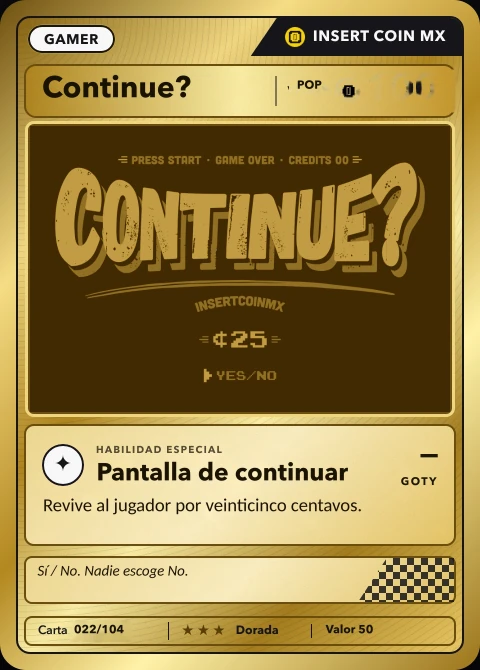 GAMER
INSERT COIN MX
Continue?
POP
PRESS START · GAME OVER · CREDITS 00
CONTINUE?
INSERTCOINMX
¢25
YES/NO
HABILIDAD ESPECIAL
Pantalla de continuar
— GOTY
Revive al jugador por veinticinco centavos.
Sí / No. Nadie escoge No.
Carta 022/104 ★★★ Dorada Valor 50